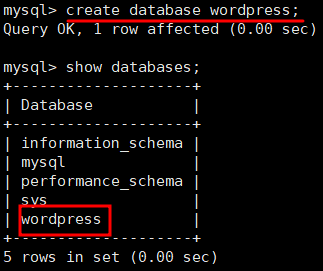 mysql> create database wordpress;
Query OK, 1 row affected (0.00 sec)
mysql> show databases;
+--------------------+
| Database           |
+--------------------+
| information_schema |
| mysql              |
| performance_schema |
| sys                |
| wordpress          |
+--------------------+
5 rows in set (0.00 sec)